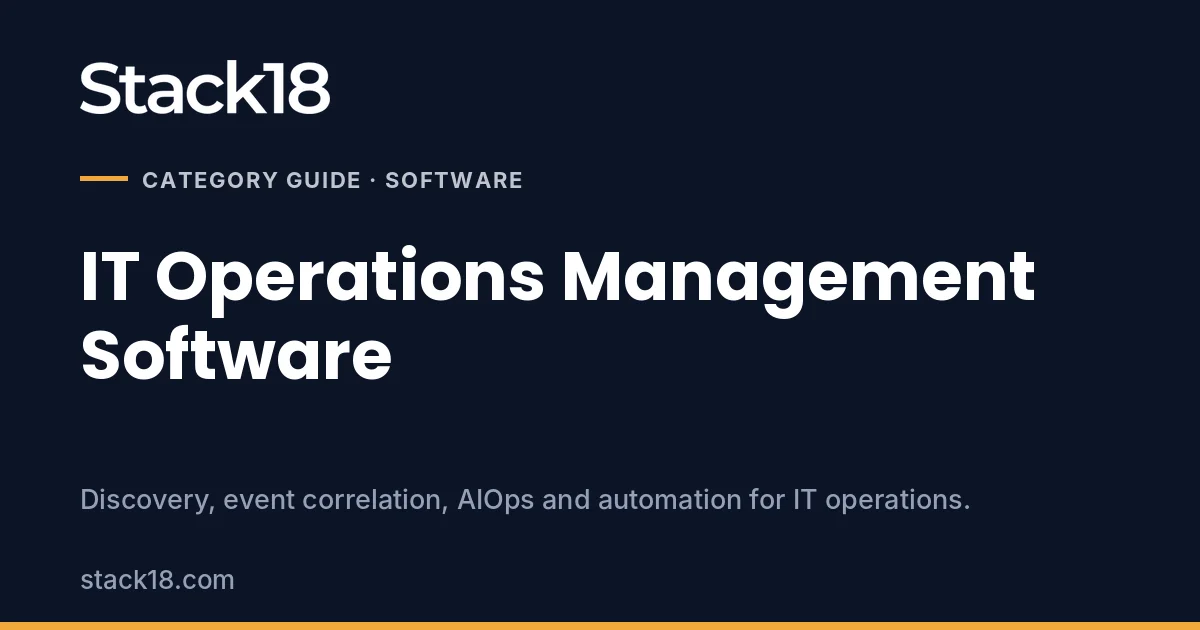 Stack18
CATEGORY GUIDE · SOFTWARE
IT Operations Management
Software
Discovery, event correlation, AIOps and automation for IT operations.
stack18.com